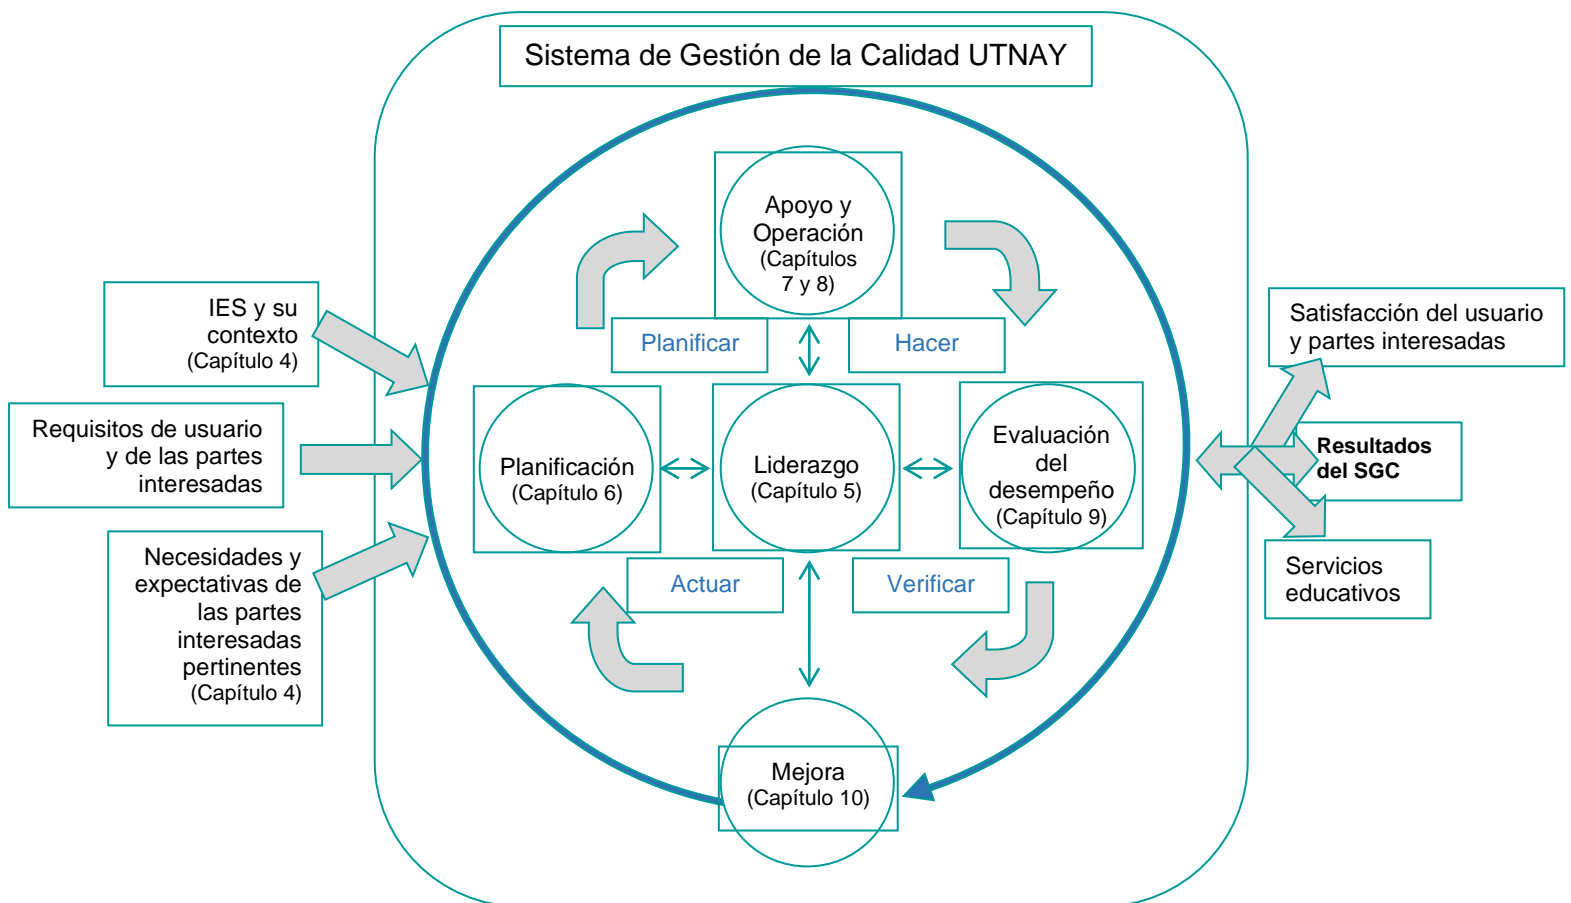 Sistema de Gestión de la Calidad UTNAY
Apoyo y
Operación
(Capítulos
7 y 8)
Planificar
Hacer
IES y su
contexto
(Capítulo 4)
Requisitos de usuario
y de las partes
interesadas
Necesidades y
expectativas de
las partes
interesadas
pertinentes
(Capítulo 4)
Planificación
(Capítulo 6)
Liderazgo
(Capítulo 5)
Evaluación
del
desempeño
(Capítulo 9)
Actuar
Verificar
Mejora
(Capítulo 10)
Satisfacción del usuario
y partes interesadas
Resultados
del SGC
Servicios
educativos